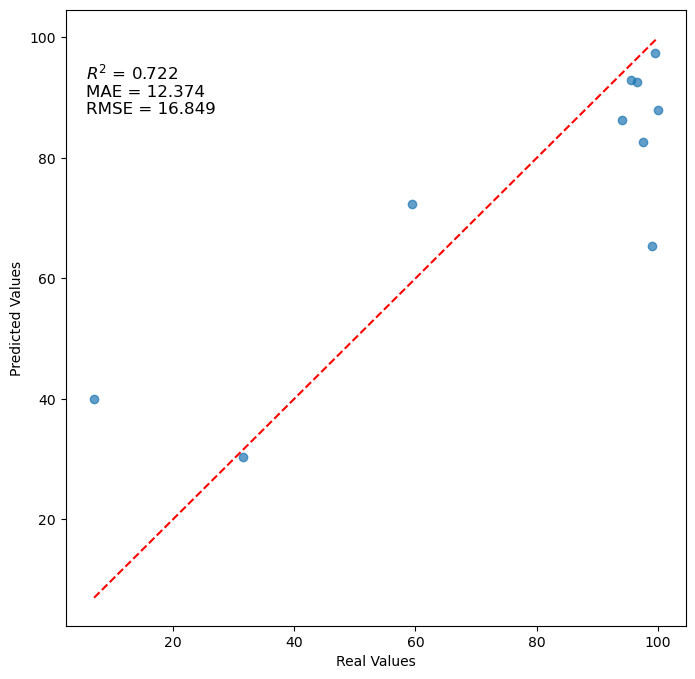 100
R² = 0.722
MAE = 12.374
RMSE = 16.849
80
60
40
20
Predicted Values
20 40 60 80 100
Real Values